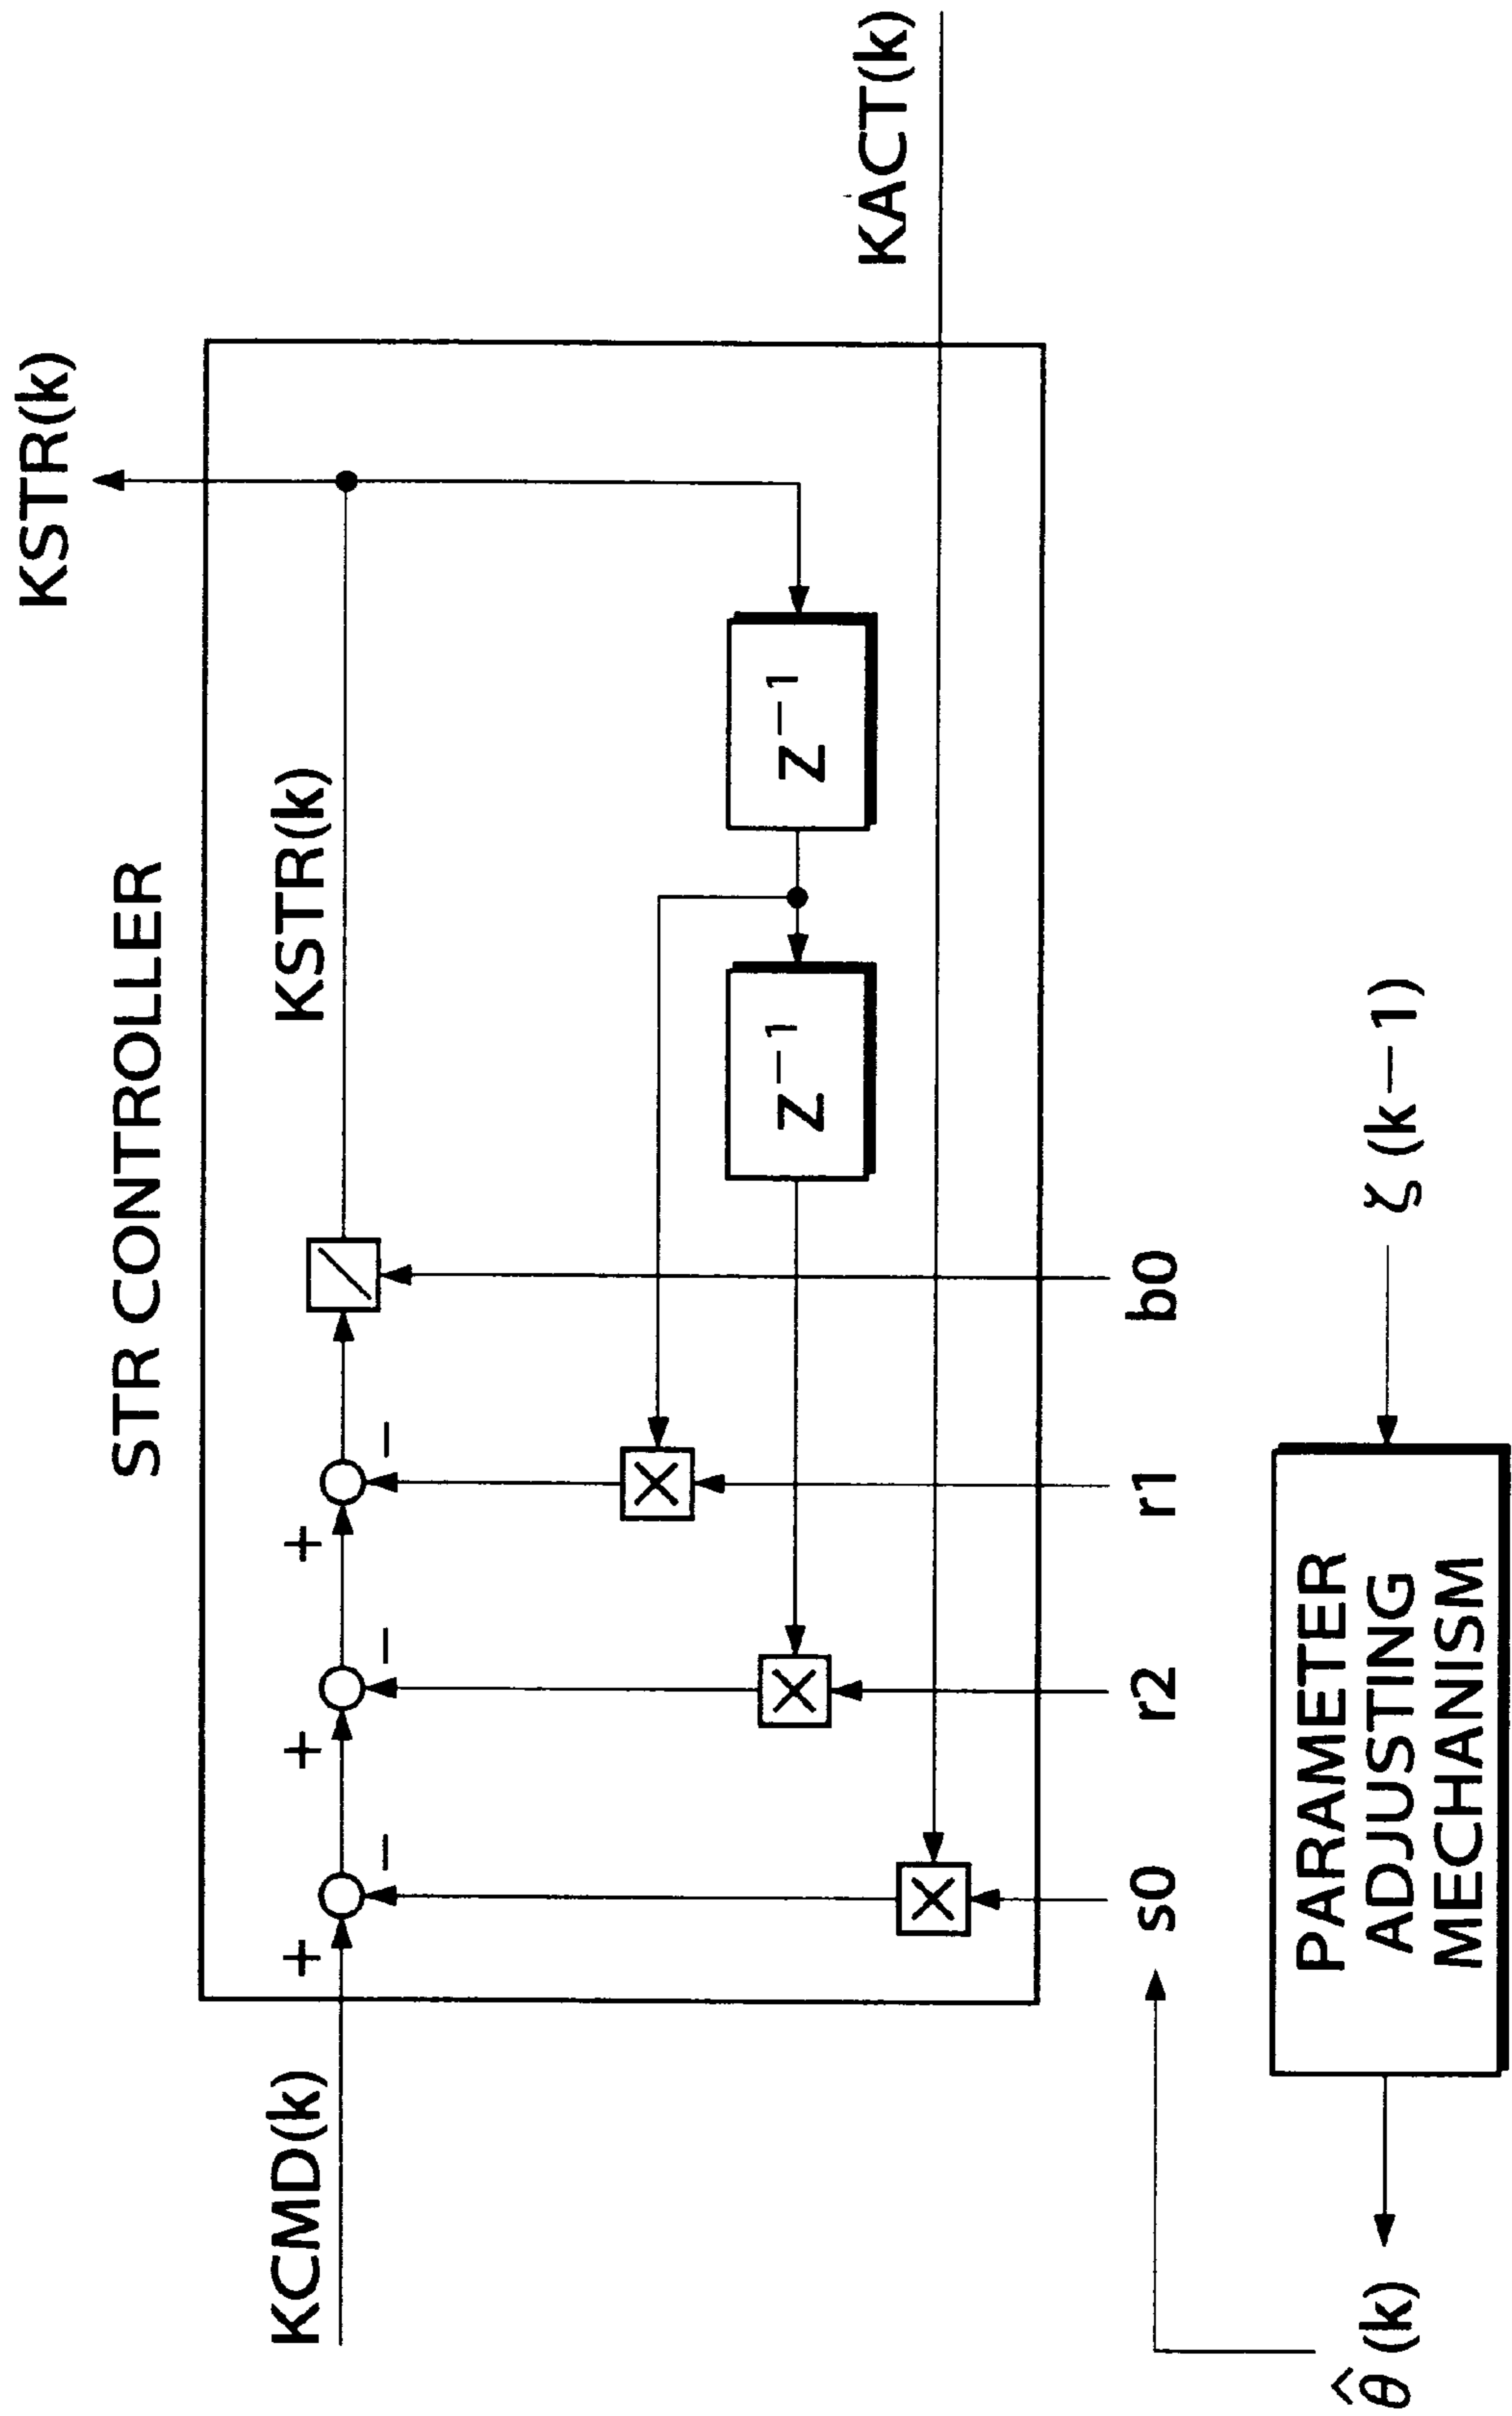 STR CONTROLLER
KSTR(k)
KCMD(k)
KSTR(k)
+ − + − + −
Z⁻¹
Z⁻¹
KACT(k)
s0 r2 r1 b0
θ̂ (k)
PARAMETER
ADJUSTING
MECHANISM
ζ (k−1)